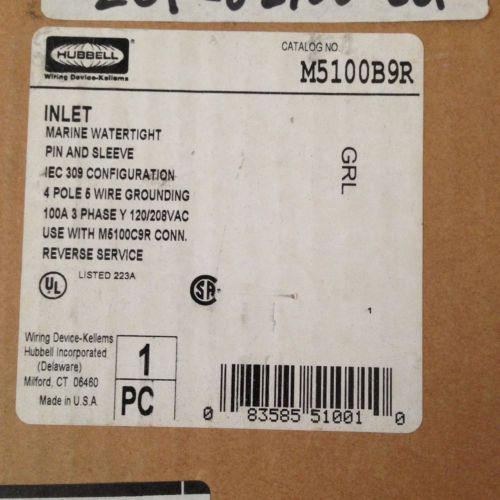 HUBBELL
Wiring Device-Kellems
CATALOG NO.
M5100B9R
INLET
MARINE WATERTIGHT
PIN AND SLEEVE
IEC 309 CONFIGURATION
4 POLE 5 WIRE GROUNDING
100A 3 PHASE Y 120/208VAC
USE WITH M5100C9R CONN.
REVERSE SERVICE
GRL
UL
LISTED 223A
SA
1
Wiring Device-Kellems
Hubbell Incorporated
(Delaware)
Milford, CT 06460
Made in U.S.A
1
PC
0 83585 51001 0